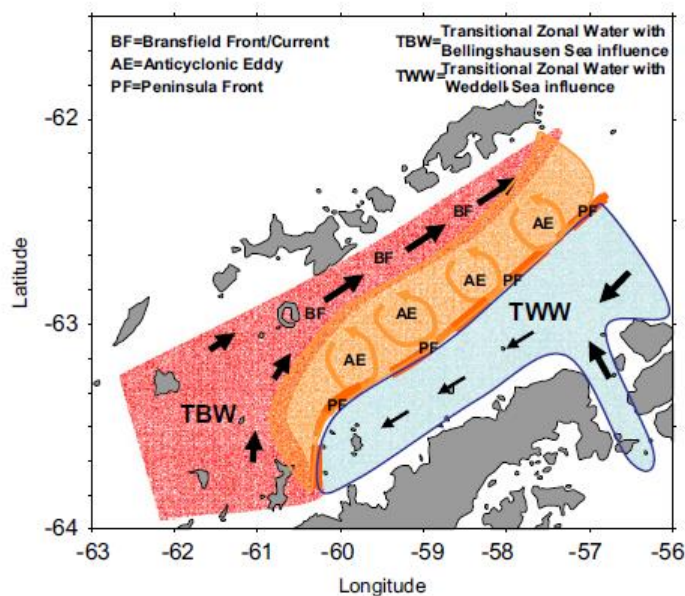 BF=Bransfield Front/Current
AE=Anticyclonic Eddy
PF=Peninsula Front
TBW=Transitional Zonal Water with
Bellingshausen Sea influence
TWW=Transitional Zonal Water with
Weddell Sea influence
Latitude
-62
-63
-64
BF
PF
AE
BF
AE
PF
TWW
BF
AE
PF
AE
PF
TBW
-63 -62 -61 -60 -59 -58 -57 -56
Longitude